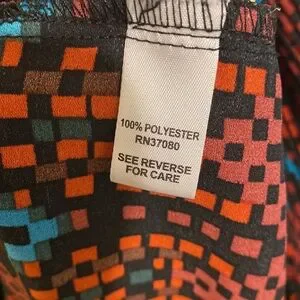 100% POLYESTER
RN37080
SEE REVERSE
FOR CARE